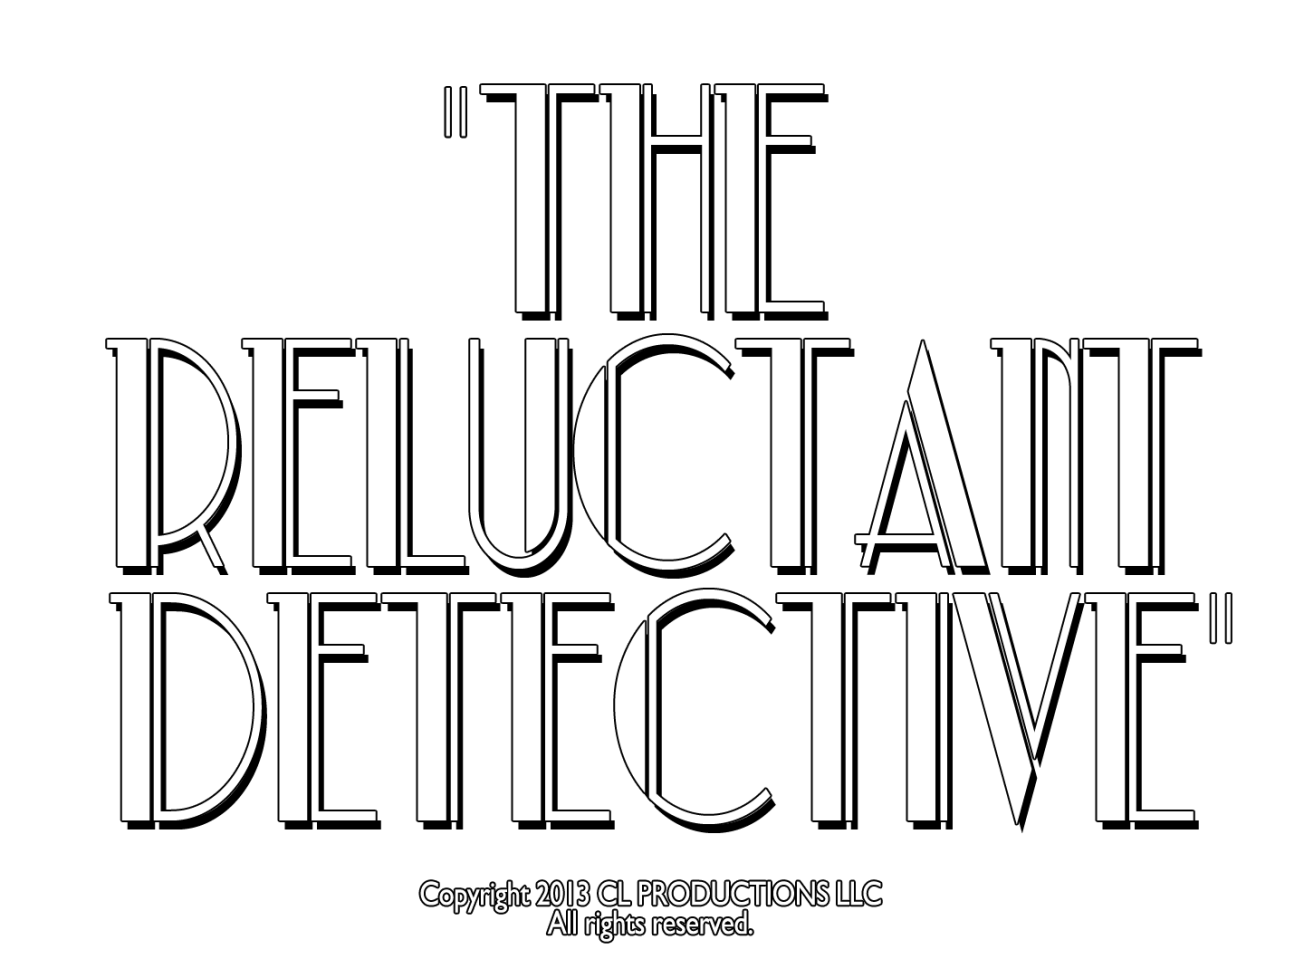 "THE
RELUCTANT
DETECTIVE"
Copyright 2013 CL PRODUCTIONS LLC
All rights reserved.